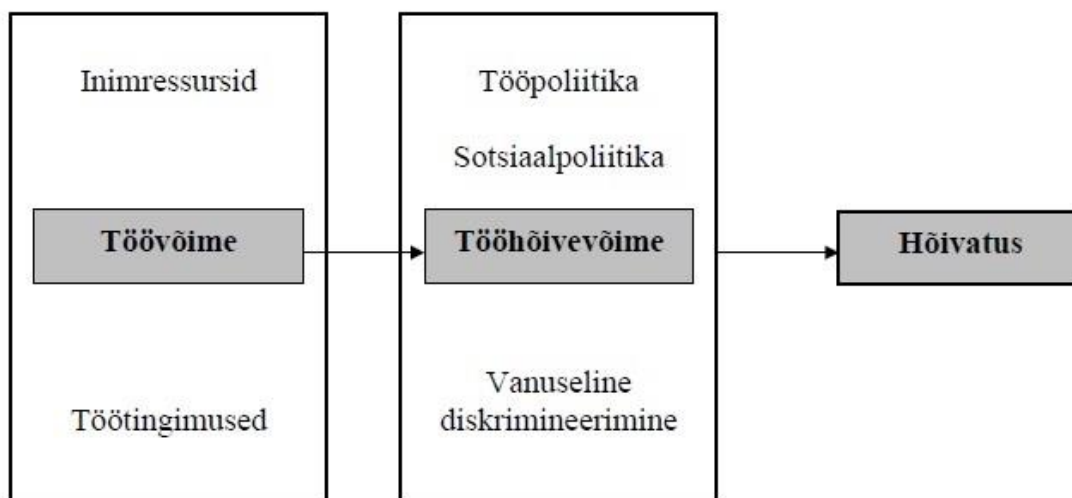 Inimressursid
Töövõime
Töötingimused
Tööpoliitika
Sotsiaalpoliitika
Tööhõivevõime
Vanuseline
diskrimineerimine
Hõivatus